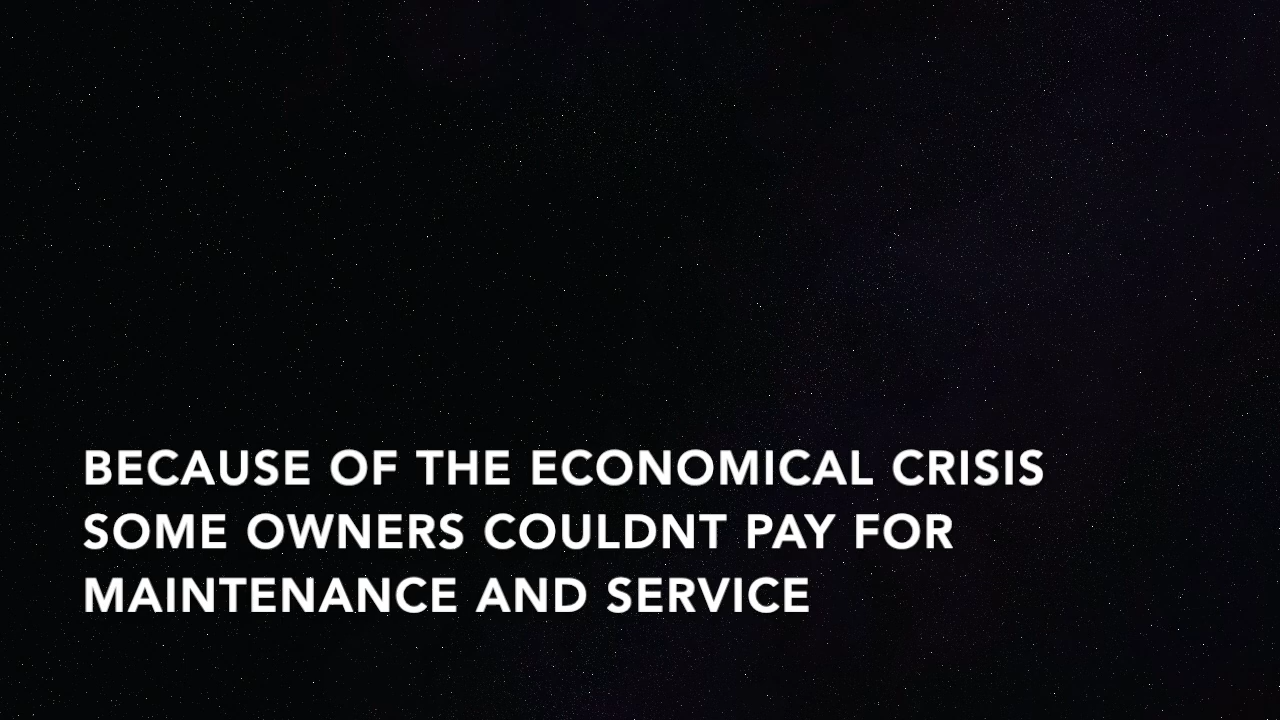 BECAUSE OF THE ECONOMICAL CRISIS
SOME OWNERS COULDNT PAY FOR
MAINTENANCE AND SERVICE